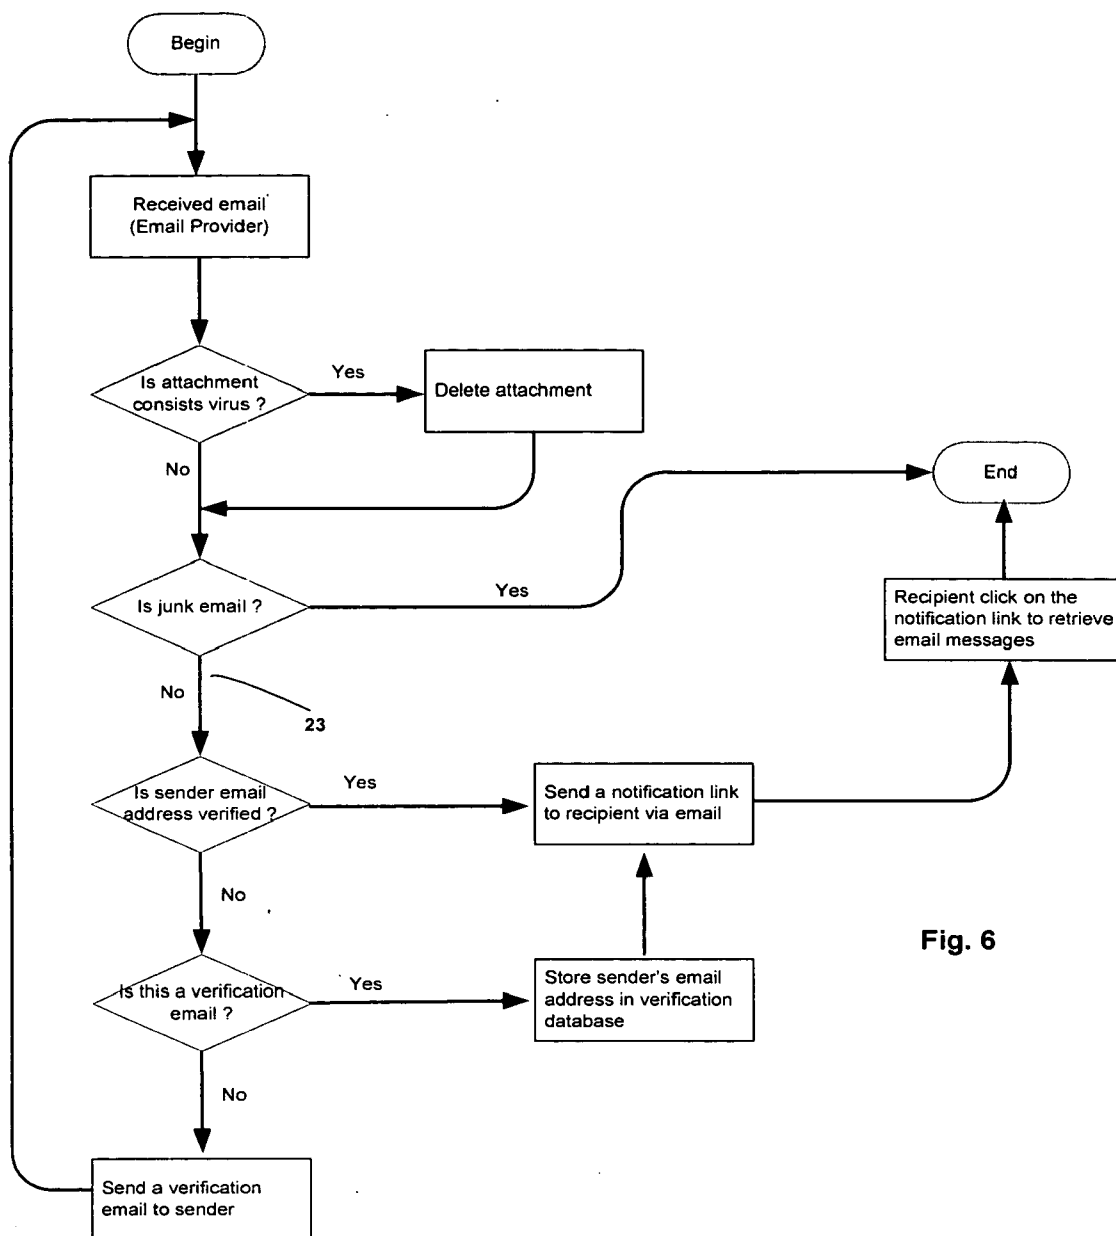 Begin
Received email
(Email Provider)
Is attachment
consists virus ?
Yes
Delete attachment
No
End
Is junk email ?
Yes
Recipient click on the
notification link to retrieve
email messages
No
23
Is sender email
address verified ?
Yes
Send a notification link
to recipient via email
No
Fig. 6
Is this a verification
email ?
Yes
Store sender's email
address in verification
database
No
Send a verification
email to sender